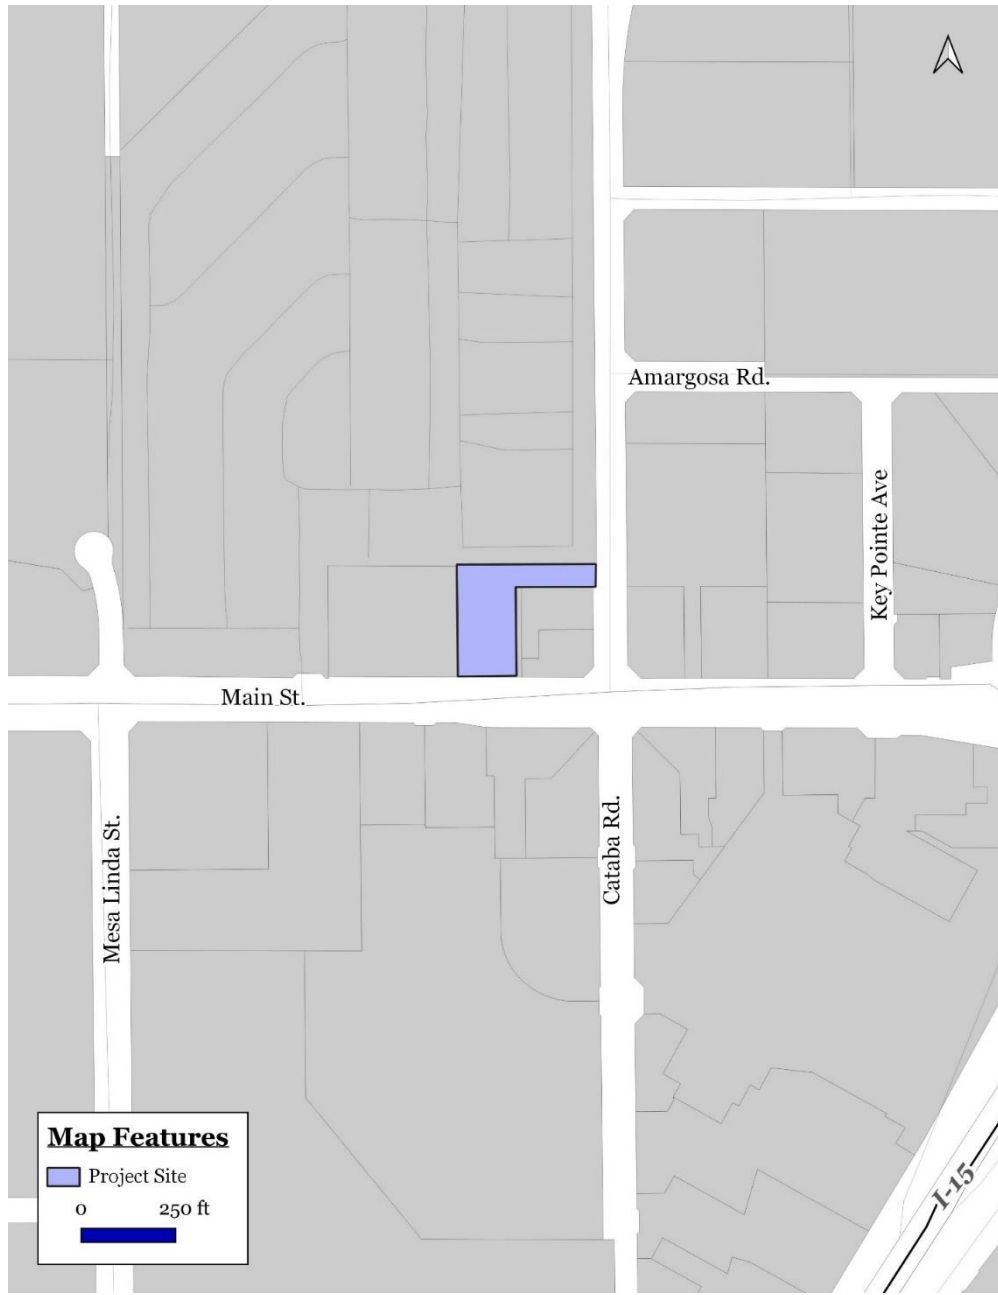 Amargosa Rd.
Key Pointe Ave
Main St.
Cataba Rd.
Mesa Linda St.
Map Features
Project Site
0 250 ft
I-15